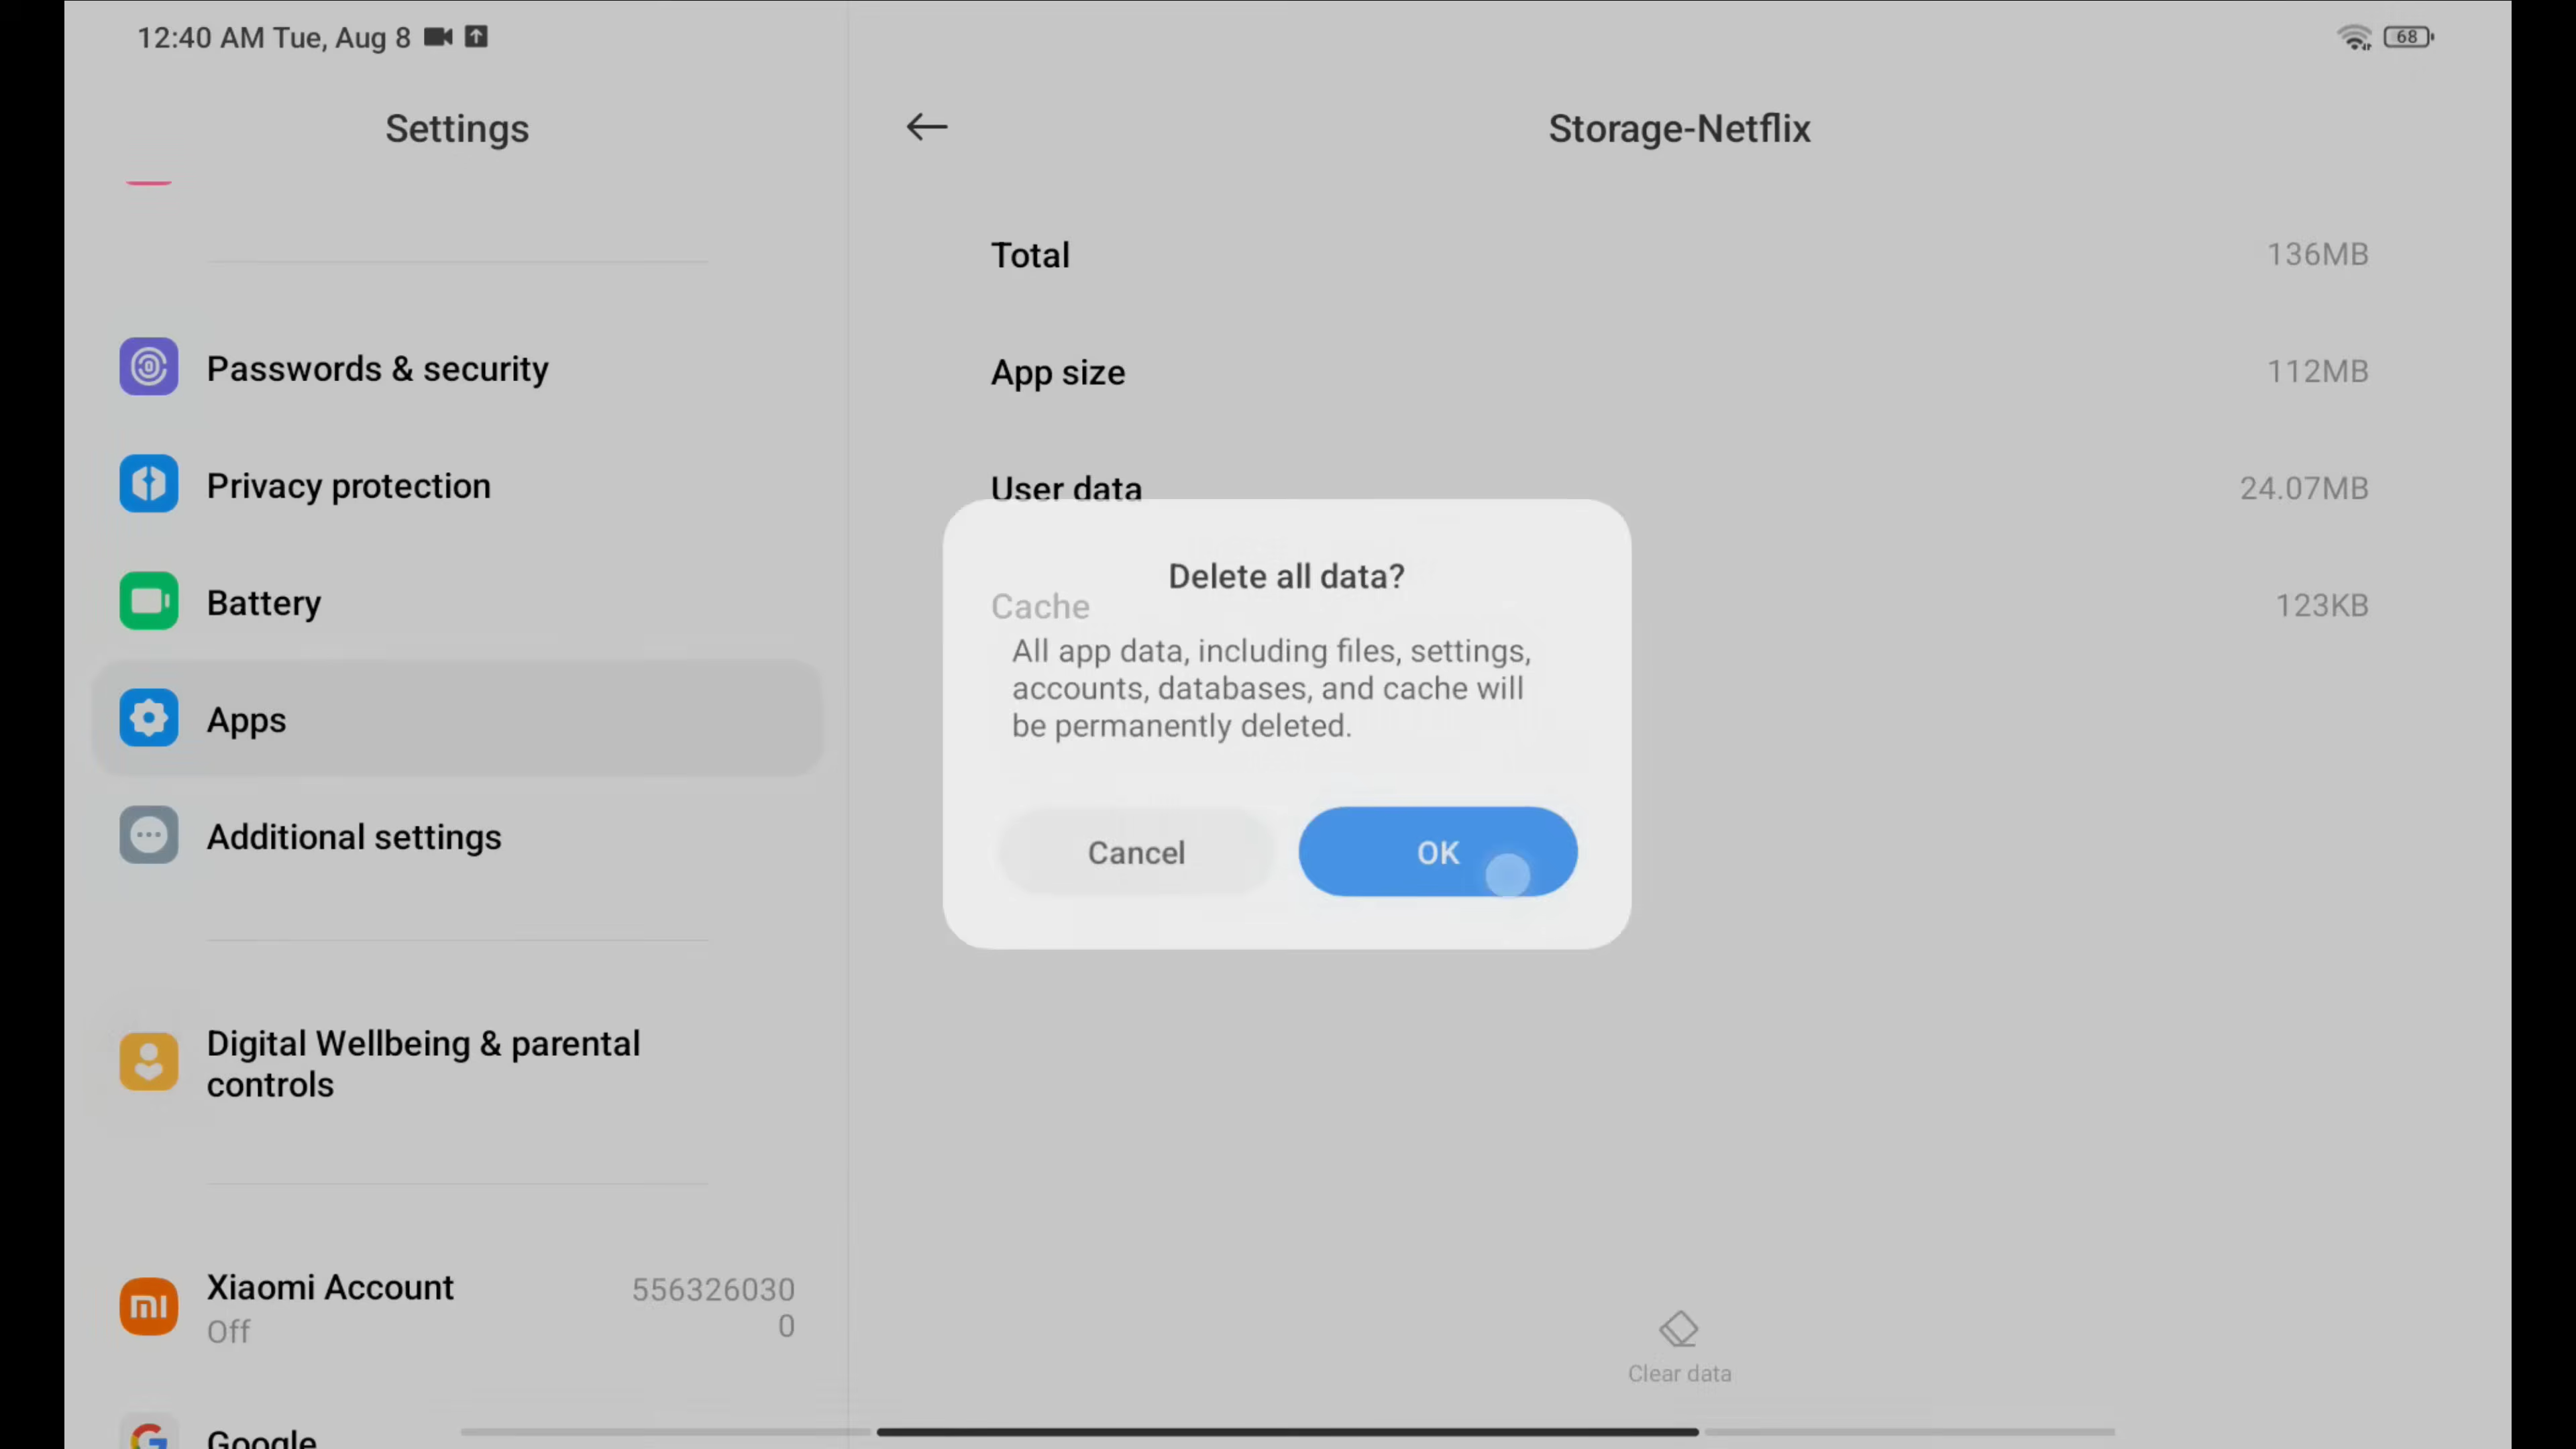 12:40 AM Tue, Aug 8
68
Settings
Passwords & security
Privacy protection
Battery
Apps
Additional settings
Digital Wellbeing & parental
controls
Xiaomi Account
556326030
0
Off
Google
Storage-Netflix
Total
136MB
App size
112MB
User data
24.07MB
Cache
123KB
Delete all data?
All app data, including files, settings,
accounts, databases, and cache will
be permanently deleted.
Cancel
OK
Clear data